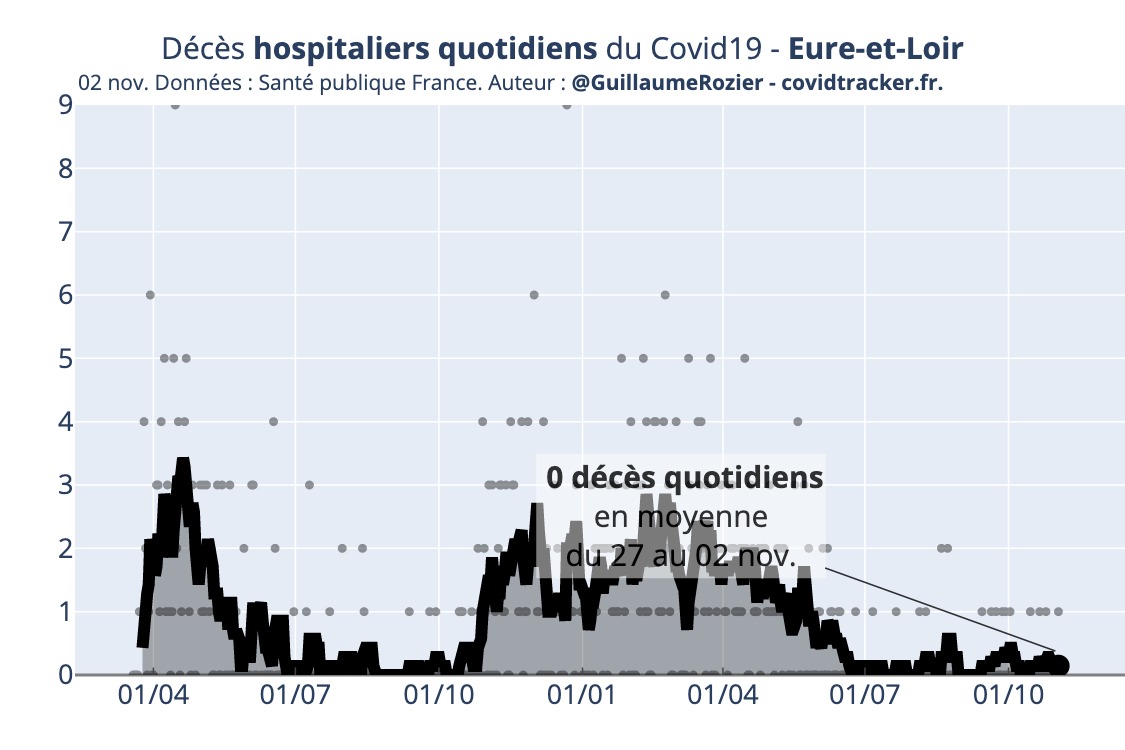 Décès hospitaliers quotidiens du Covid19 - Eure-et-Loir
02 nov. Données : Santé publique France. Auteur : @GuillaumeRozier - covidtracker.fr.
9
8
7
6
5
4
3
2
1
0
0 décès quotidiens
en moyenne
du 27 au 02 nov.
01/04 01/07 01/10 01/01 01/04 01/07 01/10